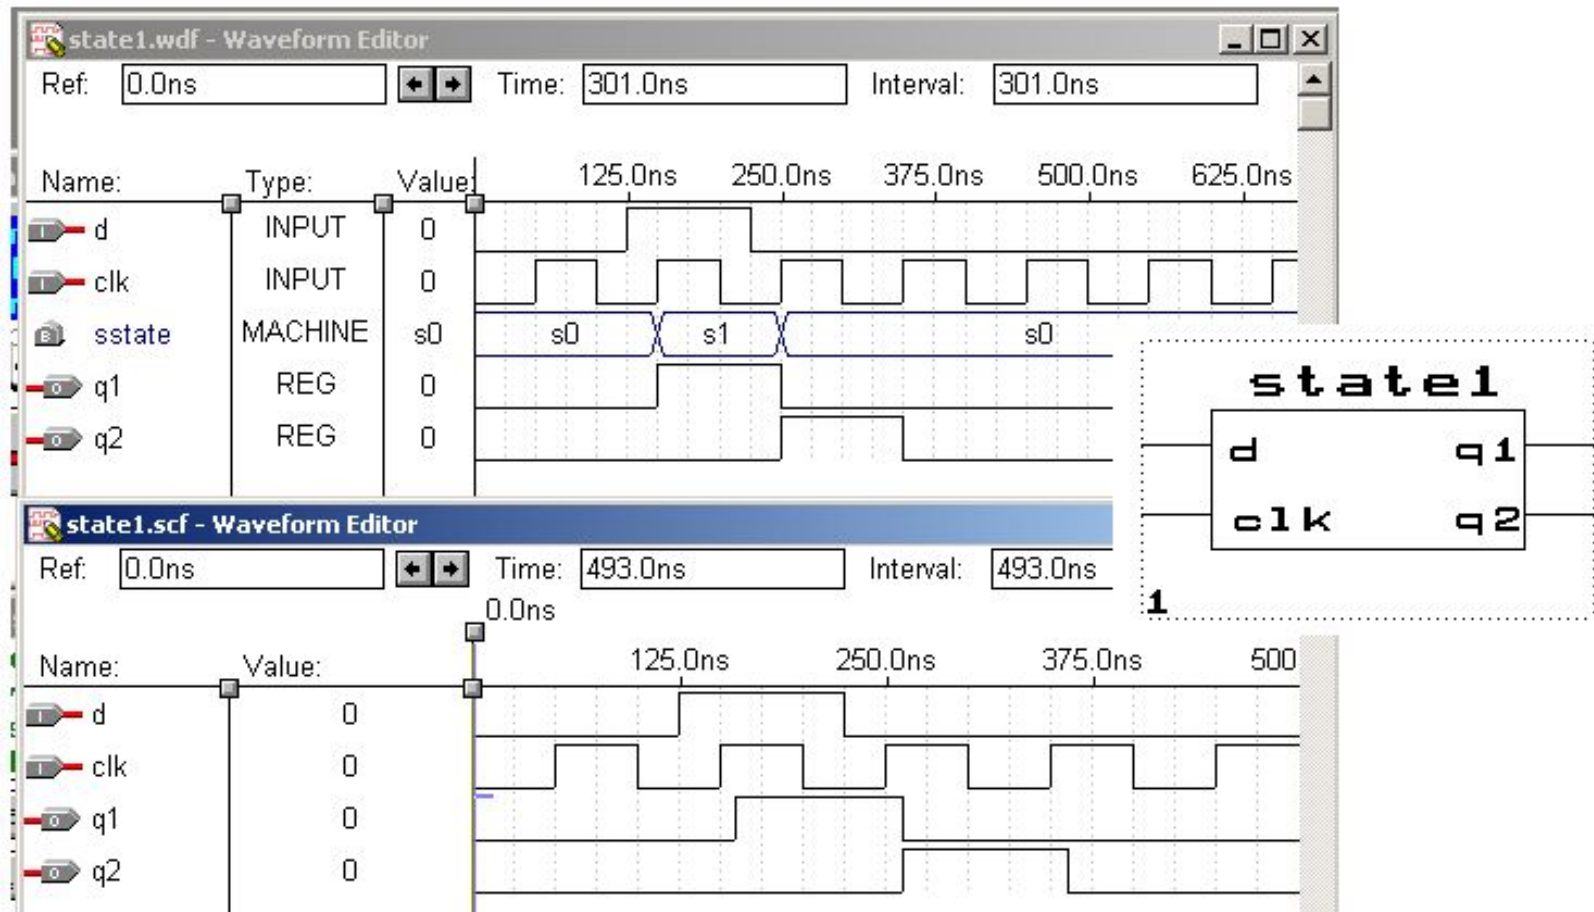 state1.wdf - Waveform Editor
Ref: 0.0ns Time: 301.0ns Interval: 301.0ns
125.0ns 250.0ns 375.0ns 500.0ns 625.0ns
Name: Type: Value:
d INPUT 0
clk INPUT 0
sstate MACHINE s0 s0 s1 s0
q1 REG 0
q2 REG 0
state1
d q1
clk q2
1
state1.scf - Waveform Editor
Ref: 0.0ns Time: 493.0ns Interval: 493.0ns
0.0ns
125.0ns 250.0ns 375.0ns 500
Name: Value:
d 0
clk 0
q1 0
q2 0